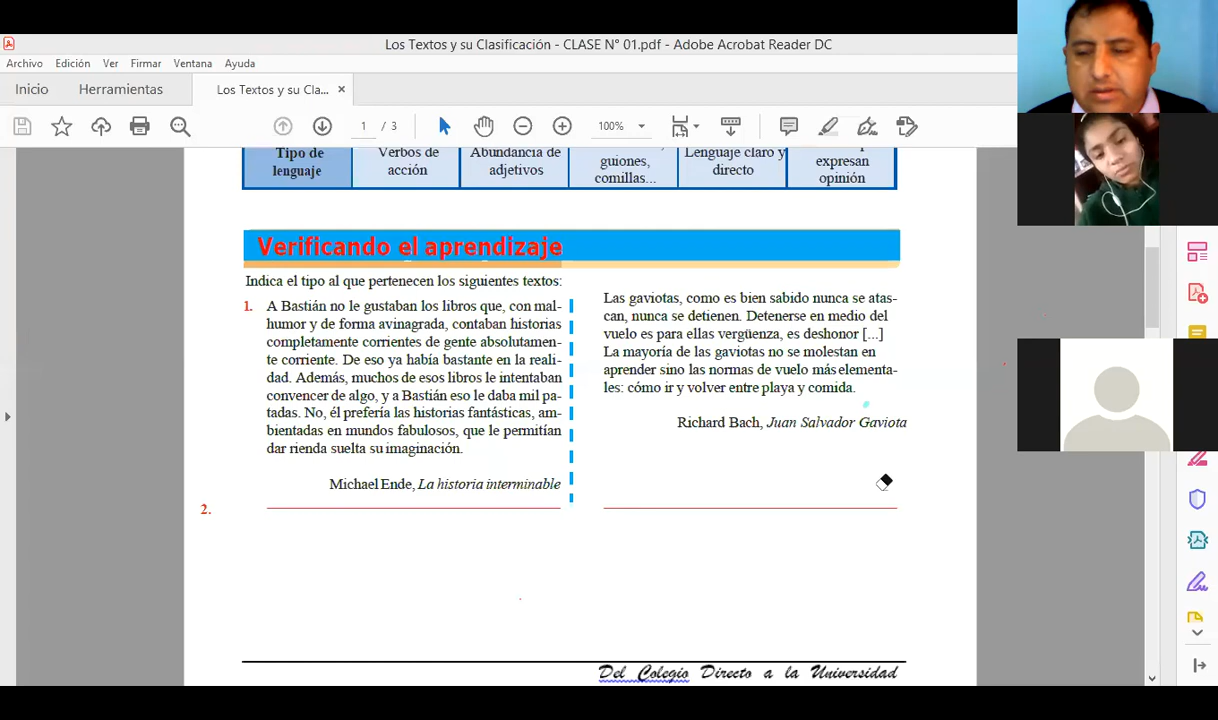 Los Textos y su Clasificación - CLASE N° 01.pdf - Adobe Acrobat Reader DC
Archivo Edición Ver Firmar Ventana Ayuda
Inicio Herramientas Los Textos y su Cla... ×
1 / 3 100%
Tipo de lenguaje
Verbos de acción
Abundancia de adjetivos
guiones, comillas...
Lenguaje claro y directo
expresan opinión
Verificando el aprendizaje
Indica el tipo al que pertenecen los siguientes textos:
1. A Bastián no le gustaban los libros que, con mal-
humor y de forma avinagrada, contaban historias
completamente corrientes de gente absolutamen-
te corriente. De eso ya había bastante en la reali-
dad. Además, muchos de esos libros le intentaban
convencer de algo, y a Bastián eso le daba mil pa-
tadas. No, él prefería las historias fantásticas, am-
bientadas en mundos fabulosos, que le permitían
dar rienda suelta su imaginación.
Michael Ende, La historia interminable
2.
Las gaviotas, como es bien sabido nunca se atas-
can, nunca se detienen. Detenerse en medio del
vuelo es para ellas vergüenza, es deshonor [...]
La mayoría de las gaviotas no se molestan en
aprender sino las normas de vuelo más elementa-
les: cómo ir y volver entre playa y comida.
Richard Bach, Juan Salvador Gaviota
Del Colegio Directo a la Universidad